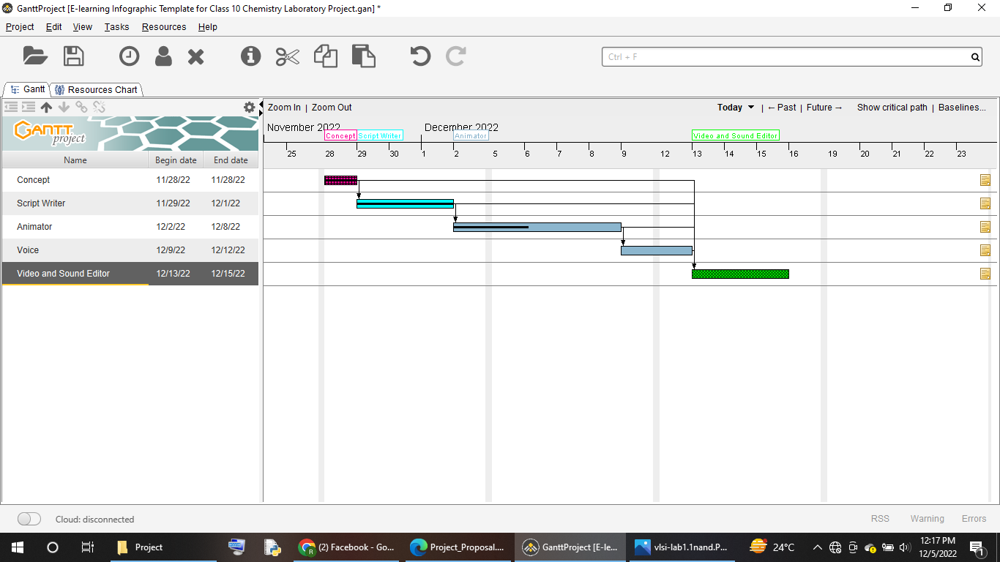 GanttProject [E-learning Infographic Template for Class 10 Chemistry Laboratory Project.gan] *
Project Edit View Tasks Resources Help
Ctrl + F
Gantt Resources Chart
Zoom In | Zoom Out Today | ← Past | Future → Show critical path | Baselines...
GANTT project
November 2022 December 2022
Concept Script Writer Animator Video and Sound Editor
25 28 29 30 1 2 5 6 7 8 9 12 13 14 15 16 19 20 21 22 23
Name Begin date End date
Concept 11/28/22 11/28/22
Script Writer 11/29/22 12/1/22
Animator 12/2/22 12/8/22
Voice 12/9/22 12/12/22
Video and Sound Editor 12/13/22 12/15/22
Cloud: disconnected RSS Warning Errors
Project (2) Facebook - Go... Project_Proposal.... GanttProject [E-le... vlsi-lab1.1nand.P... 24°C 12:17 PM
12/5/2022
1